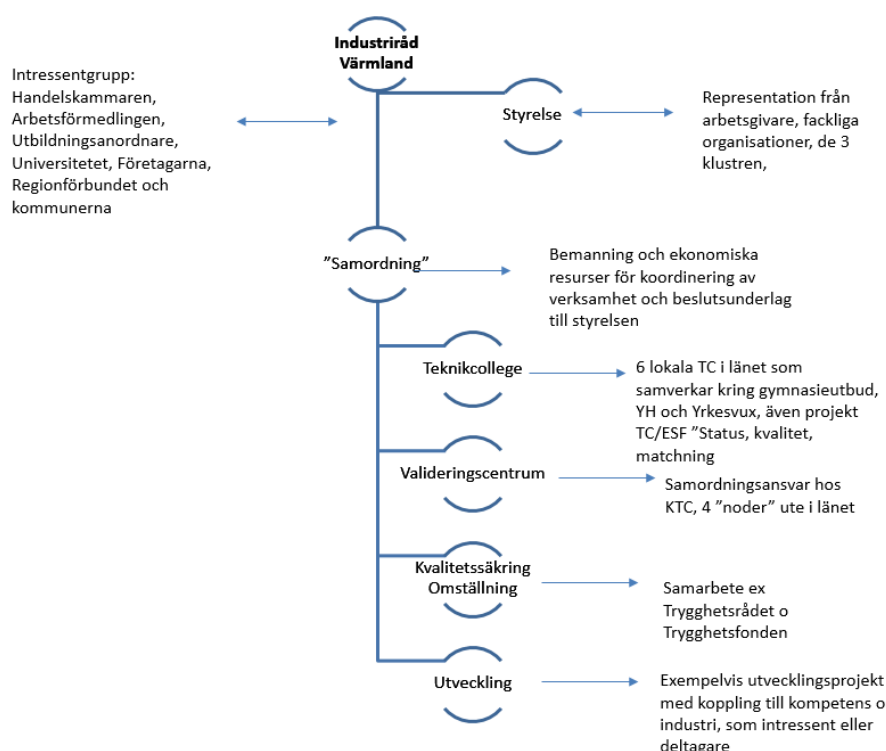 Industriråd
Värmland
Intressentgrupp:
Handelskammaren,
Arbetsförmedlingen,
Utbildningsanordnare,
Universitetet, Företagarna,
Regionförbundet och
kommunerna
Styrelse
Representation från
arbetsgivare, fackliga
organisationer, de 3
klustren,
”Samordning”
Bemanning och ekonomiska
resurser för koordinering av
verksamhet och beslutsunderlag
till styrelsen
Teknikcollege
6 lokala TC i länet som
samverkar kring gymnasieutbud,
YH och Yrkesvux, även projekt
TC/ESF ”Status, kvalitet,
matchning
Valideringscentrum
Samordningsansvar hos
KTC, 4 ”noder” ute i länet
Kvalitetssäkring
Omställning
Samarbete ex
Trygghetsrådet o
Trygghetsfonden
Utveckling
Exempelvis utvecklingsprojekt
med koppling till kompetens o
industri, som intressent eller
deltagare